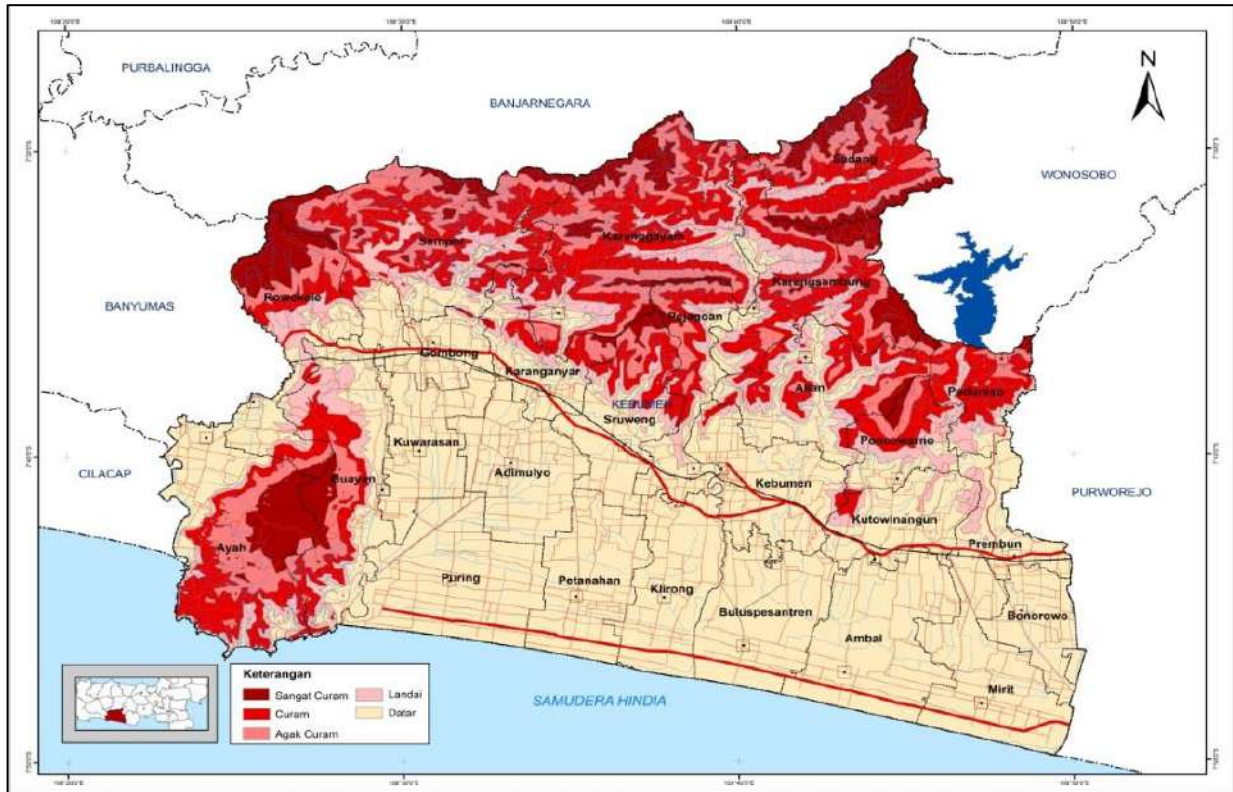 PURBALINGGA
BANJARNEGARA
N
WONOSOBO
Sadang
Sempor
Karanggayam
Karangsambung
BANYUMAS
Rowokele
Pejagoan
Gombong
Karanganyar
Alian
Padureso
KEBUMEN
Sruweng
Poncowarno
Kuwarasan
CILACAP
Adimulyo
Buayan
Kebumen
PURWOREJO
Kutowinangun
Ayah
Prembun
Puring
Petanahan
Klirong
Buluspesantren
Bonorowo
Ambal
Mirit
Keterangan
Sangat Curam
Curam
Agak Curam
Landai
Datar
SAMUDERA HINDIA